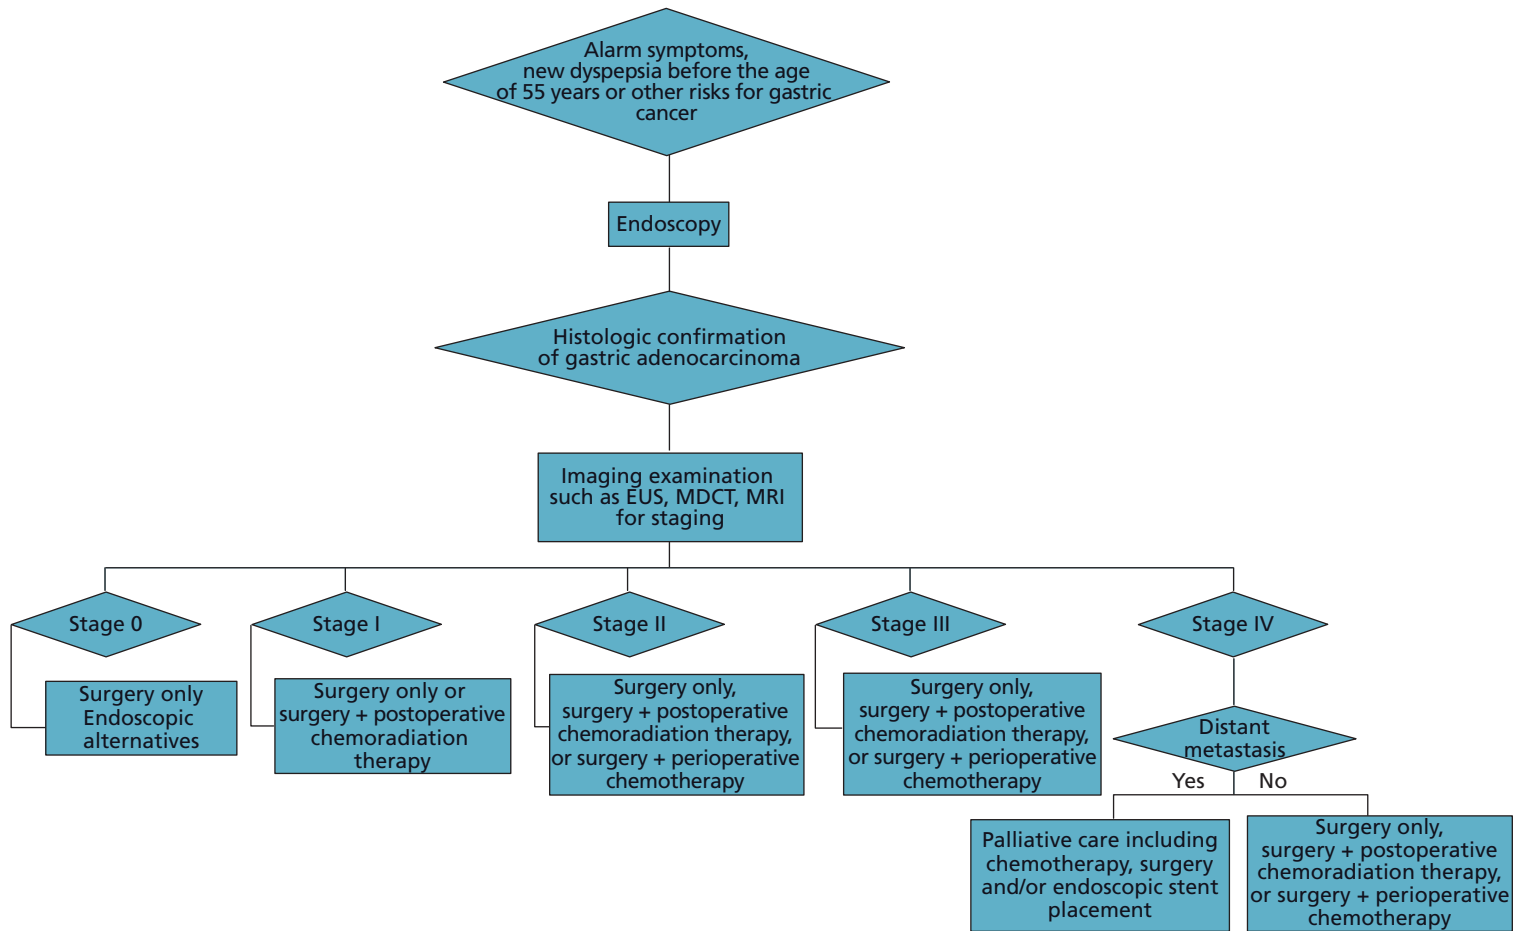 Alarm symptoms,
new dyspepsia before the age
of 55 years or other risks for gastric
cancer
Endoscopy
Histologic confirmation
of gastric adenocarcinoma
Imaging examination
such as EUS, MDCT, MRI
for staging
Stage 0
Stage I
Stage II
Stage III
Stage IV
Surgery only
Endoscopic
alternatives
Surgery only or
surgery + postoperative
chemoradiation
therapy
Surgery only,
surgery + postoperative
chemoradiation therapy,
or surgery + perioperative
chemotherapy
Surgery only,
surgery + postoperative
chemoradiation therapy,
or surgery + perioperative
chemotherapy
Distant
metastasis
Yes
No
Palliative care including
chemotherapy, surgery
and/or endoscopic stent
placement
Surgery only,
surgery + postoperative
chemoradiation therapy,
or surgery + perioperative
chemotherapy